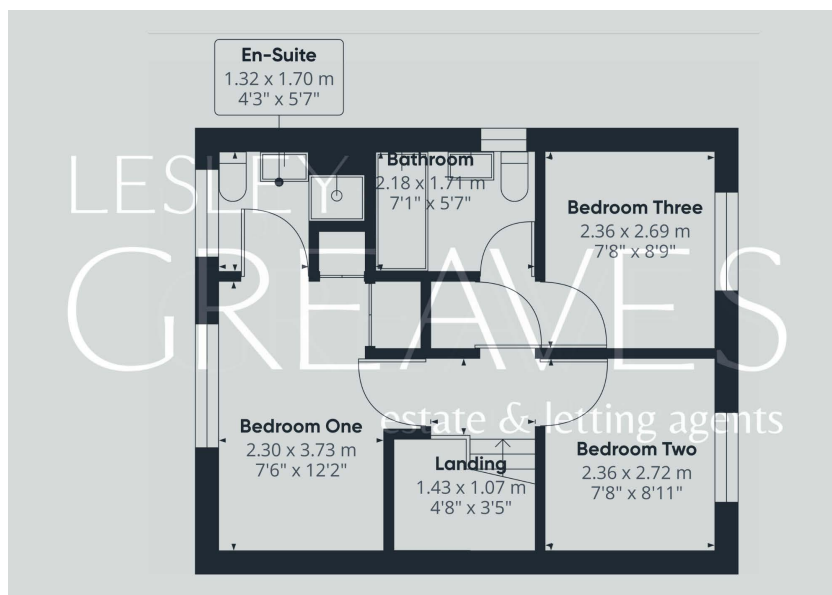 En-Suite
1.32 x 1.70 m
4'3" x 5'7"
Bathroom
2.18 x 1.71 m
7'1" x 5'7"
Bedroom Three
2.36 x 2.69 m
7'8" x 8'9"
LESLEY
GREAVES
estate & letting agents
Bedroom One
2.30 x 3.73 m
7'6" x 12'2"
Landing
1.43 x 1.07 m
4'8" x 3'5"
Bedroom Two
2.36 x 2.72 m
7'8" x 8'11"